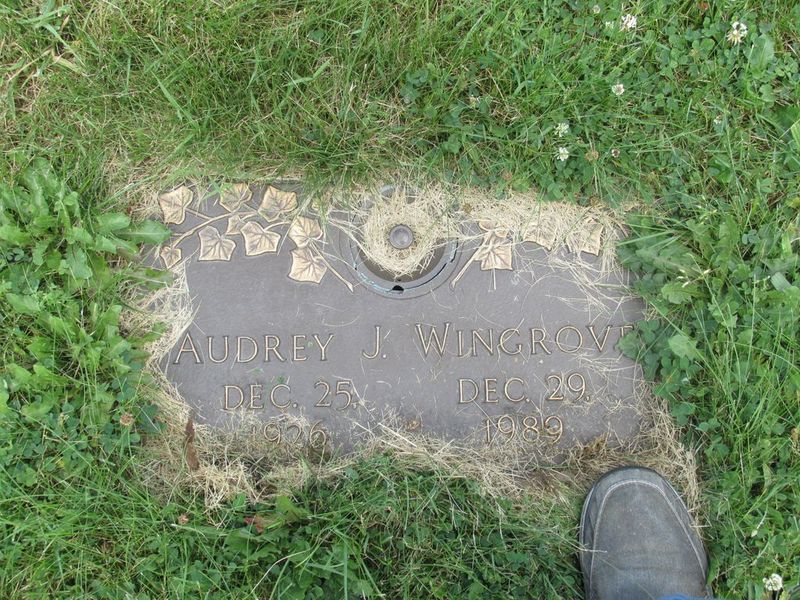 AUDREY J. WINGROVE
DEC. 25, DEC. 29,
1926 1989